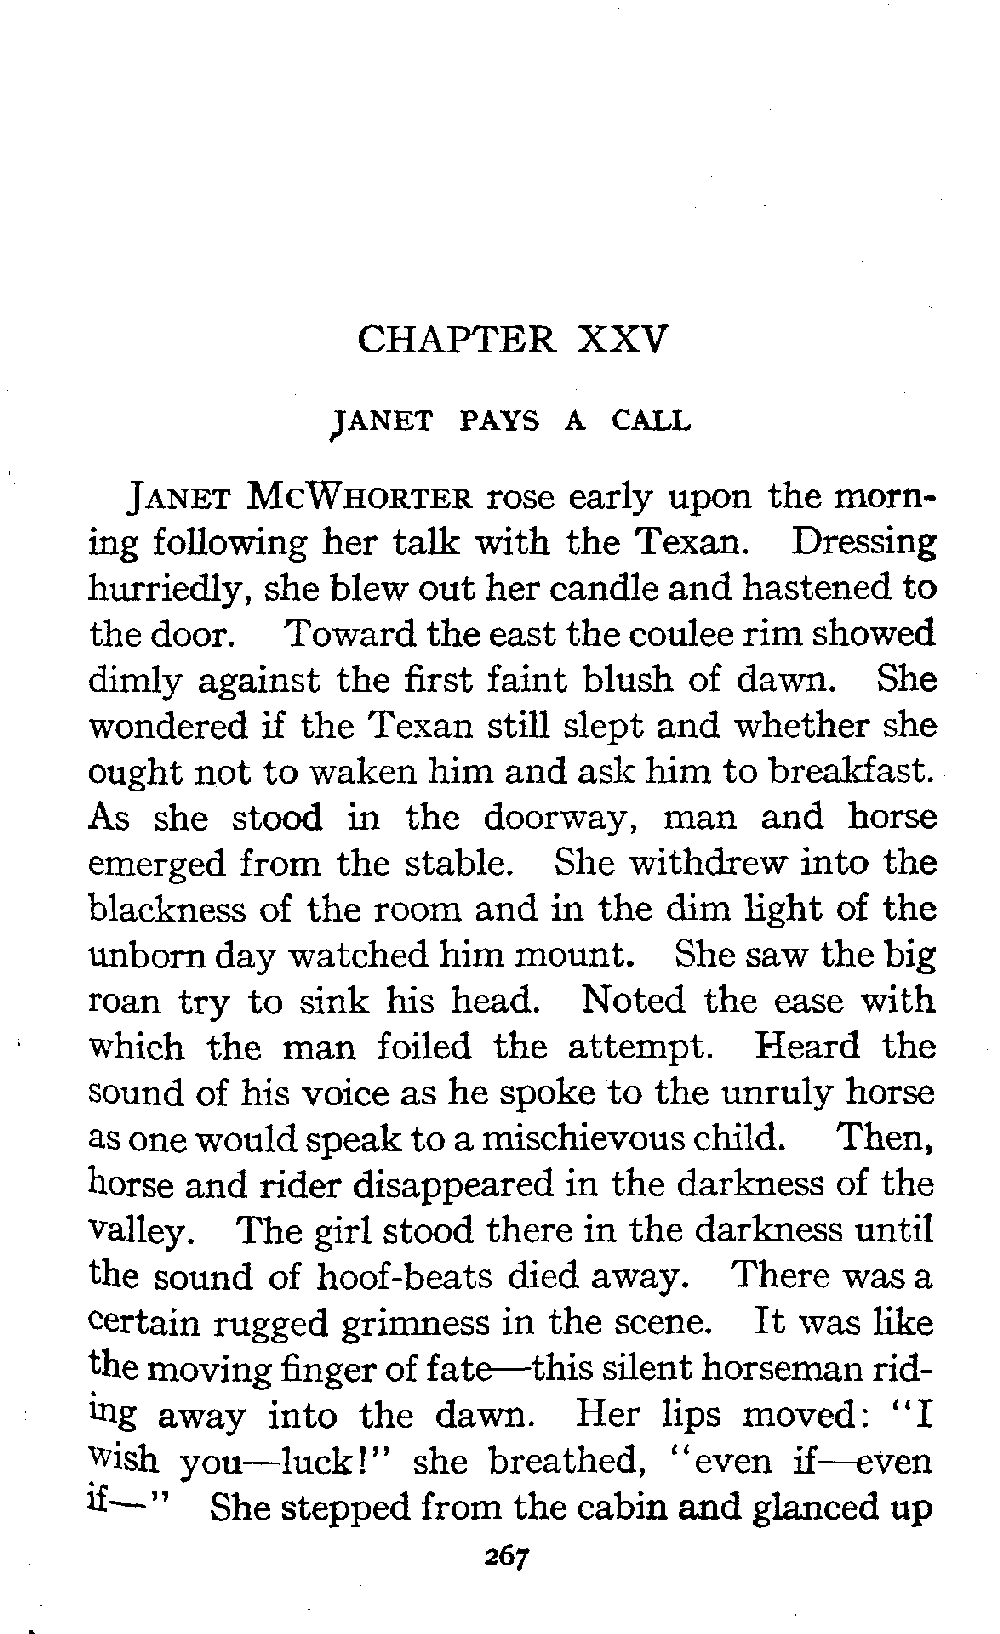 CHAPTER XXV
JANET PAYS A CALL
JANET MCWHORTER rose early upon the morn-
ing following her talk with the Texan. Dressing
hurriedly, she blew out her candle and hastened to
the door. Toward the east the coulee rim showed
dimly against the first faint blush of dawn. She
wondered if the Texan still slept and whether she
ought not to waken him and ask him to breakfast.
As she stood in the doorway, man and horse
emerged from the stable. She withdrew into the
blackness of the room and in the dim light of the
unborn day watched him mount. She saw the big
roan try to sink his head. Noted the ease with
which the man foiled the attempt. Heard the
sound of his voice as he spoke to the unruly horse
as one would speak to a mischievous child. Then,
horse and rider disappeared in the darkness of the
valley. The girl stood there in the darkness until
the sound of hoof-beats died away. There was a
certain rugged grimness in the scene. It was like
the moving finger of fate—this silent horseman rid-
ing away into the dawn. Her lips moved: "I
wish you—luck!" she breathed, "even if—even
if—" She stepped from the cabin and glanced up
267